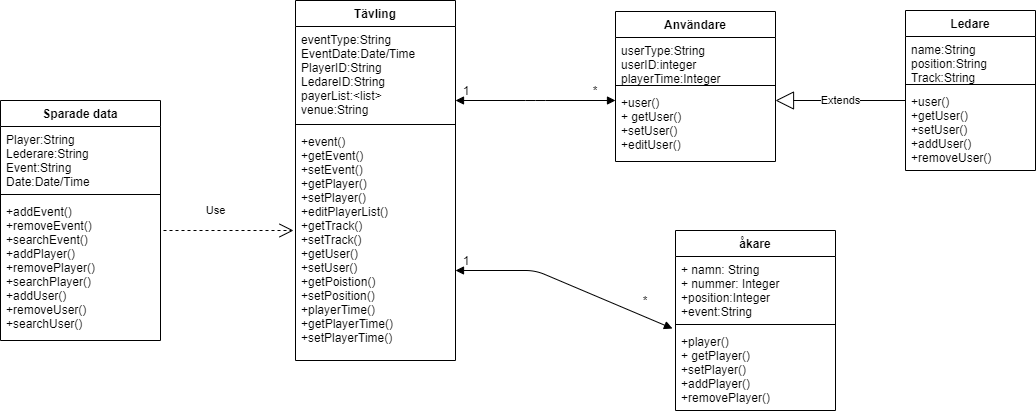 Sparade data
Player:String
Lederare:String
Event:String
Date:Date/Time
+addEvent()
+removeEvent()
+searchEvent()
+addPlayer()
+removePlayer()
+searchPlayer()
+addUser()
+removeUser()
+searchUser()
Use
Tävling
eventType:String
EventDate:Date/Time
PlayerID:String
LedareID:String
payerList:<list>
venue:String
+event()
+getEvent()
+setEvent()
+getPlayer()
+setPlayer()
+editPlayerList()
+getTrack()
+setTrack()
+getUser()
+setUser()
+getPoistion()
+setPosition()
+playerTime()
+getPlayerTime()
+setPlayerTime()
1
*
Användare
userType:String
userID:integer
playerTime:Integer
+user()
+ getUser()
+setUser()
+editUser()
Extends
Ledare
name:String
position:String
Track:String
+user()
+getUser()
+setUser()
+addUser()
+removeUser()
1
*
åkare
+ namn: String
+ nummer: Integer
+position:Integer
+event:String
+player()
+ getPlayer()
+setPlayer()
+addPlayer()
+removePlayer()